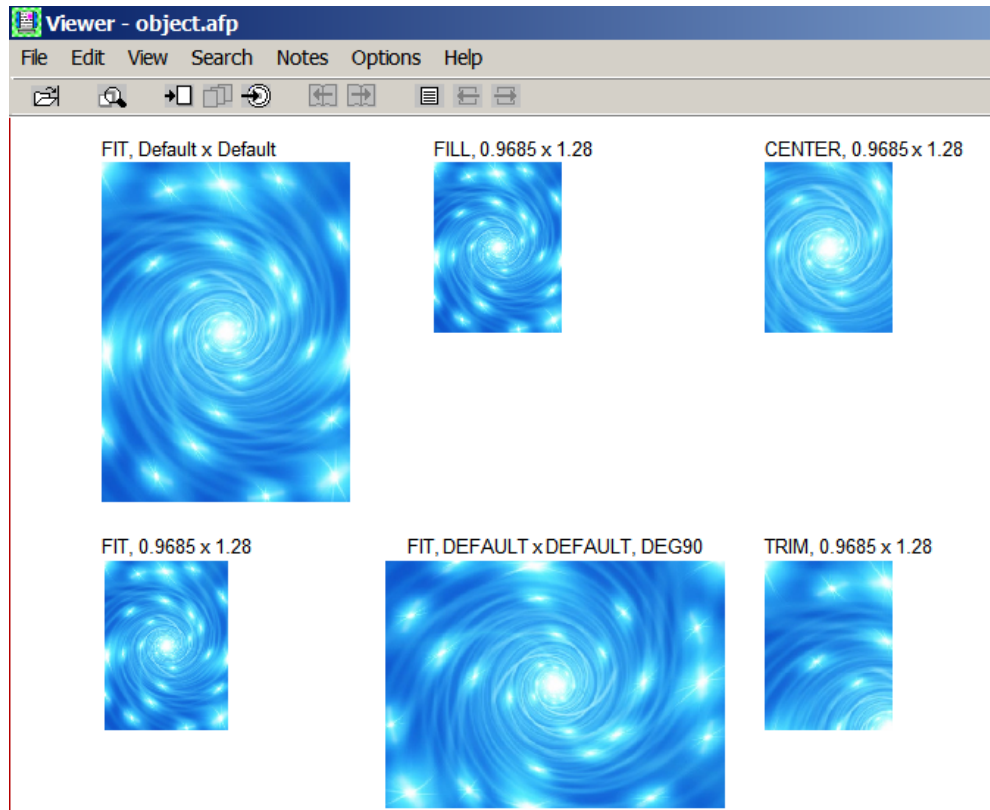 Viewer - object.afp
File Edit View Search Notes Options Help
FIT, Default x Default
FILL, 0.9685 x 1.28
CENTER, 0.9685 x 1.28
FIT, 0.9685 x 1.28
FIT, DEFAULT x DEFAULT, DEG90
TRIM, 0.9685 x 1.28